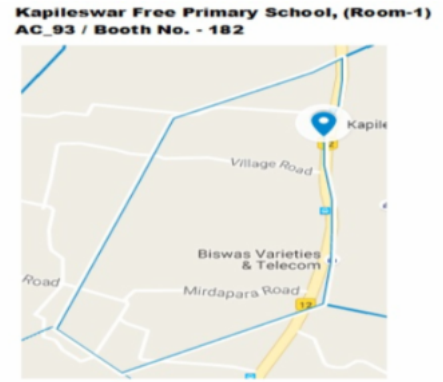 Kapileswar Free Primary School, (Room-1)
AC_93 / Booth No. - 182
Kapile
Village Road
Biswas Varieties
& Telecom
Road
Mirdapara Road
12